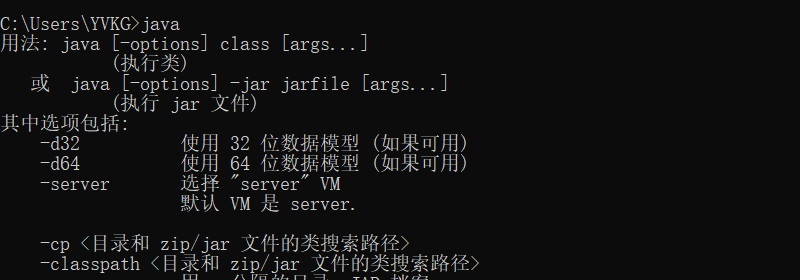 C:\Users\YVKG>java
用法: java [-options] class [args...]
(执行类)
或 java [-options] -jar jarfile [args...]
(执行 jar 文件)
其中选项包括:
-d32 使用 32 位数据模型 (如果可用)
-d64 使用 64 位数据模型 (如果可用)
-server 选择 "server" VM
默认 VM 是 server.
-cp <目录和 zip/jar 文件的类搜索路径>
-classpath <目录和 zip/jar 文件的类搜索路径>